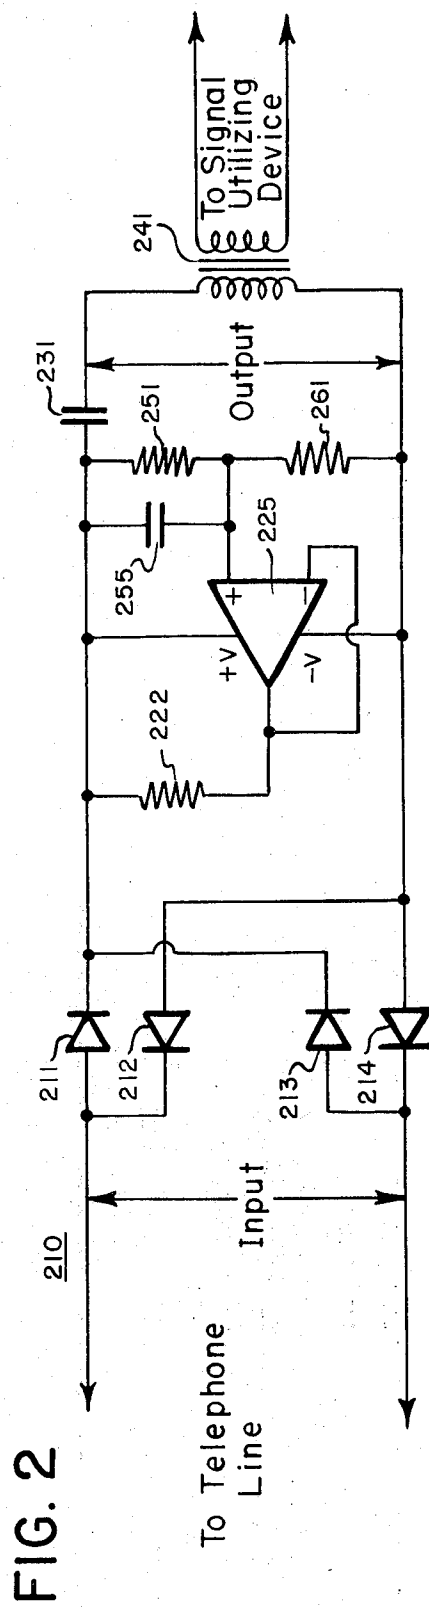 FIG. 2
210
To Telephone
Line
Input
211
212
213
214
222
+V
-V
225
+
-
255
251
261
231
Output
241
To Signal
Utilizing
Device